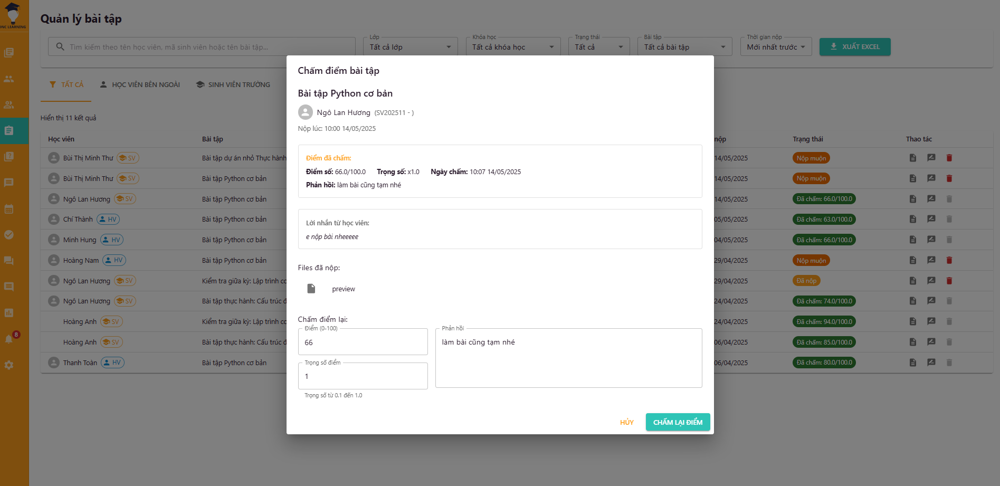 DNC LEARNING
Quản lý bài tập
Tìm kiếm theo tên học viên, mã sinh viên hoặc tên bài tập...
Lớp
Tất cả lớp
Khóa học
Tất cả khóa học
Trạng thái
Tất cả
Bài tập
Tất cả bài tập
Thời gian nộp
Mới nhất trước
XUẤT EXCEL
TẤT CẢ
HỌC VIÊN BÊN NGOÀI
SINH VIÊN TRƯỜNG
Hiển thị 11 kết quả
Học viên Bài tập nộp Trạng thái Thao tác
Bùi Thị Minh Thư SV Bài tập dự án nhỏ Thực hành 14/05/2025 Nộp muộn
Bùi Thị Minh Thư SV Bài tập Python cơ bản 14/05/2025 Nộp muộn
Ngô Lan Hương SV Bài tập Python cơ bản 14/05/2025 Đã chấm: 66.0/100.0
Chí Thành HV Bài tập Python cơ bản 05/05/2025 Đã chấm: 63.0/100.0
Minh Hung HV Bài tập Python cơ bản 04/05/2025 Đã chấm: 66.0/100.0
Hoàng Nam HV Bài tập Python cơ bản 29/04/2025 Nộp muộn
Ngô Lan Hương SV Kiểm tra giữa kỳ: Lập trình cơ 29/04/2025 Đã nộp
Ngô Lan Hương SV Bài tập thực hành: Cấu trúc 24/04/2025 Đã chấm: 74.0/100.0
Hoàng Anh SV Kiểm tra giữa kỳ: Lập trình cơ 24/04/2025 Đã chấm: 94.0/100.0
Hoàng Anh SV Bài tập thực hành: Cấu trúc 06/04/2025 Đã chấm: 85.0/100.0
Thanh Toàn HV Bài tập Python cơ bản 06/04/2025 Đã chấm: 80.0/100.0
8
Chấm điểm bài tập
Bài tập Python cơ bản
Ngô Lan Hương (SV202511 - )
Nộp lúc: 10:00 14/05/2025
Điểm đã chấm:
Điểm số: 66.0/100.0 Trọng số: x1.0 Ngày chấm: 10:07 14/05/2025
Phản hồi: làm bài cũng tạm nhé
Lời nhắn từ học viên:
e nộp bài nheeeee
Files đã nộp:
preview
Chấm điểm lại:
Điểm (0-100)
66
Phản hồi
làm bài cũng tạm nhé
Trọng số điểm
1
Trọng số từ 0.1 đến 1.0
HỦY
CHẤM LẠI ĐIỂM